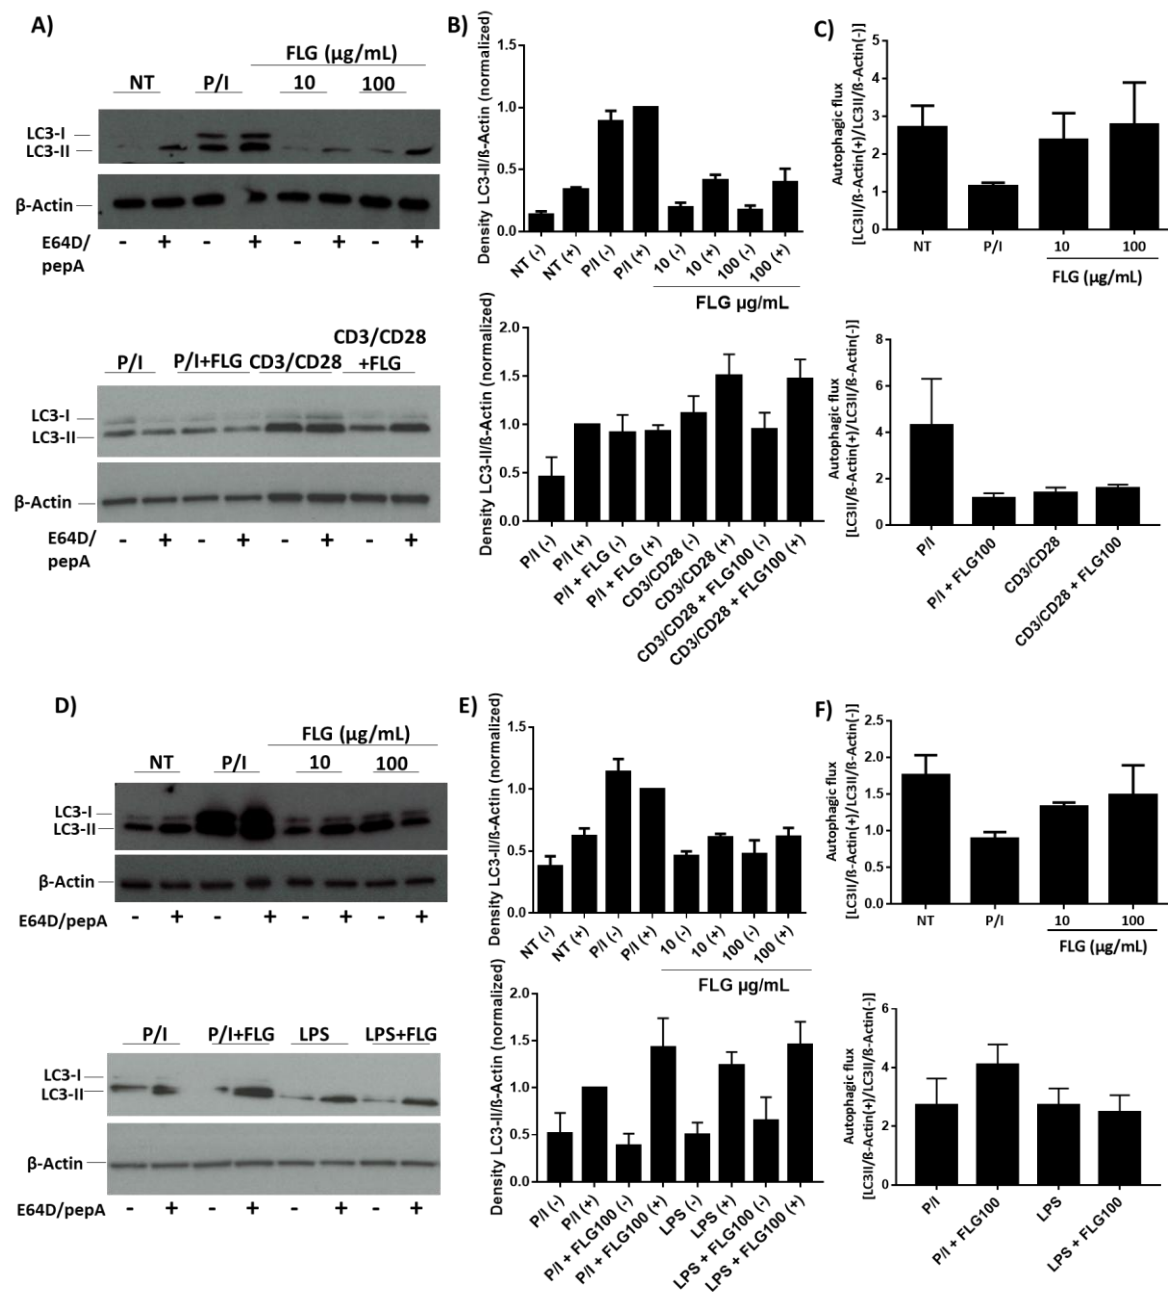 A)
FLG (µg/mL)
NT P/I 10 100
LC3-I
LC3-II
β-Actin
E64D/ - + - + - + - +
pepA
B)
Density LC3-II/ß-Actin (normalized)
1.5
1.0
0.5
0.0
NT (-) NT (+) P/I (-) P/I (+) 10 (-) 10 (+) 100 (-) 100 (+)
FLG µg/mL
C)
Autophagic flux
[LC3II/ß-Actin(+)/LC3II/ß-Actin(-)]
5
4
3
2
1
0
NT P/I 10 100
FLG (µg/mL)
CD3/CD28
P/I P/I+FLG CD3/CD28 +FLG
LC3-I
LC3-II
β-Actin
E64D/ - + - + - + - +
pepA
Density LC3-II/ß-Actin (normalized)
2.0
1.5
1.0
0.5
0.0
P/I (-) P/I (+) P/I + FLG (-) P/I + FLG (+) CD3/CD28 (-) CD3/CD28 (+) CD3/CD28 + FLG100 (-) CD3/CD28 + FLG100 (+)
Autophagic flux
[LC3II/ß-Actin(+)/LC3II/ß-Actin(-)]
8
6
4
2
0
P/I P/I + FLG100 CD3/CD28 CD3/CD28 + FLG100
D)
FLG (µg/mL)
NT P/I 10 100
LC3-I
LC3-II
β-Actin
E64D/pepA - + - + - + - +
E)
Density LC3-II/ß-Actin (normalized)
1.5
1.0
0.5
0.0
NT (-) NT (+) P/I (-) P/I (+) 10 (-) 10 (+) 100 (-) 100 (+)
FLG µg/mL
F)
Autophagic flux
[LC3II/ß-Actin(+)/LC3II/ß-Actin(-)]
2.5
2.0
1.5
1.0
0.5
0.0
NT P/I 10 100
FLG (µg/mL)
P/I P/I+FLG LPS LPS+FLG
LC3-I
LC3-II
β-Actin
E64D/pepA - + - + - + - +
Density LC3-II/ß-Actin (normalized)
2.0
1.5
1.0
0.5
0.0
P/I (-) P/I (+) P/I + FLG100 (-) P/I + FLG100 (+) LPS (-) LPS (+) LPS + FLG100 (-) LPS + FLG100 (+)
Autophagic flux
[LC3II/ß-Actin(+)/LC3II/ß-Actin(-)]
6
4
2
0
P/I P/I + FLG100 LPS LPS + FLG100